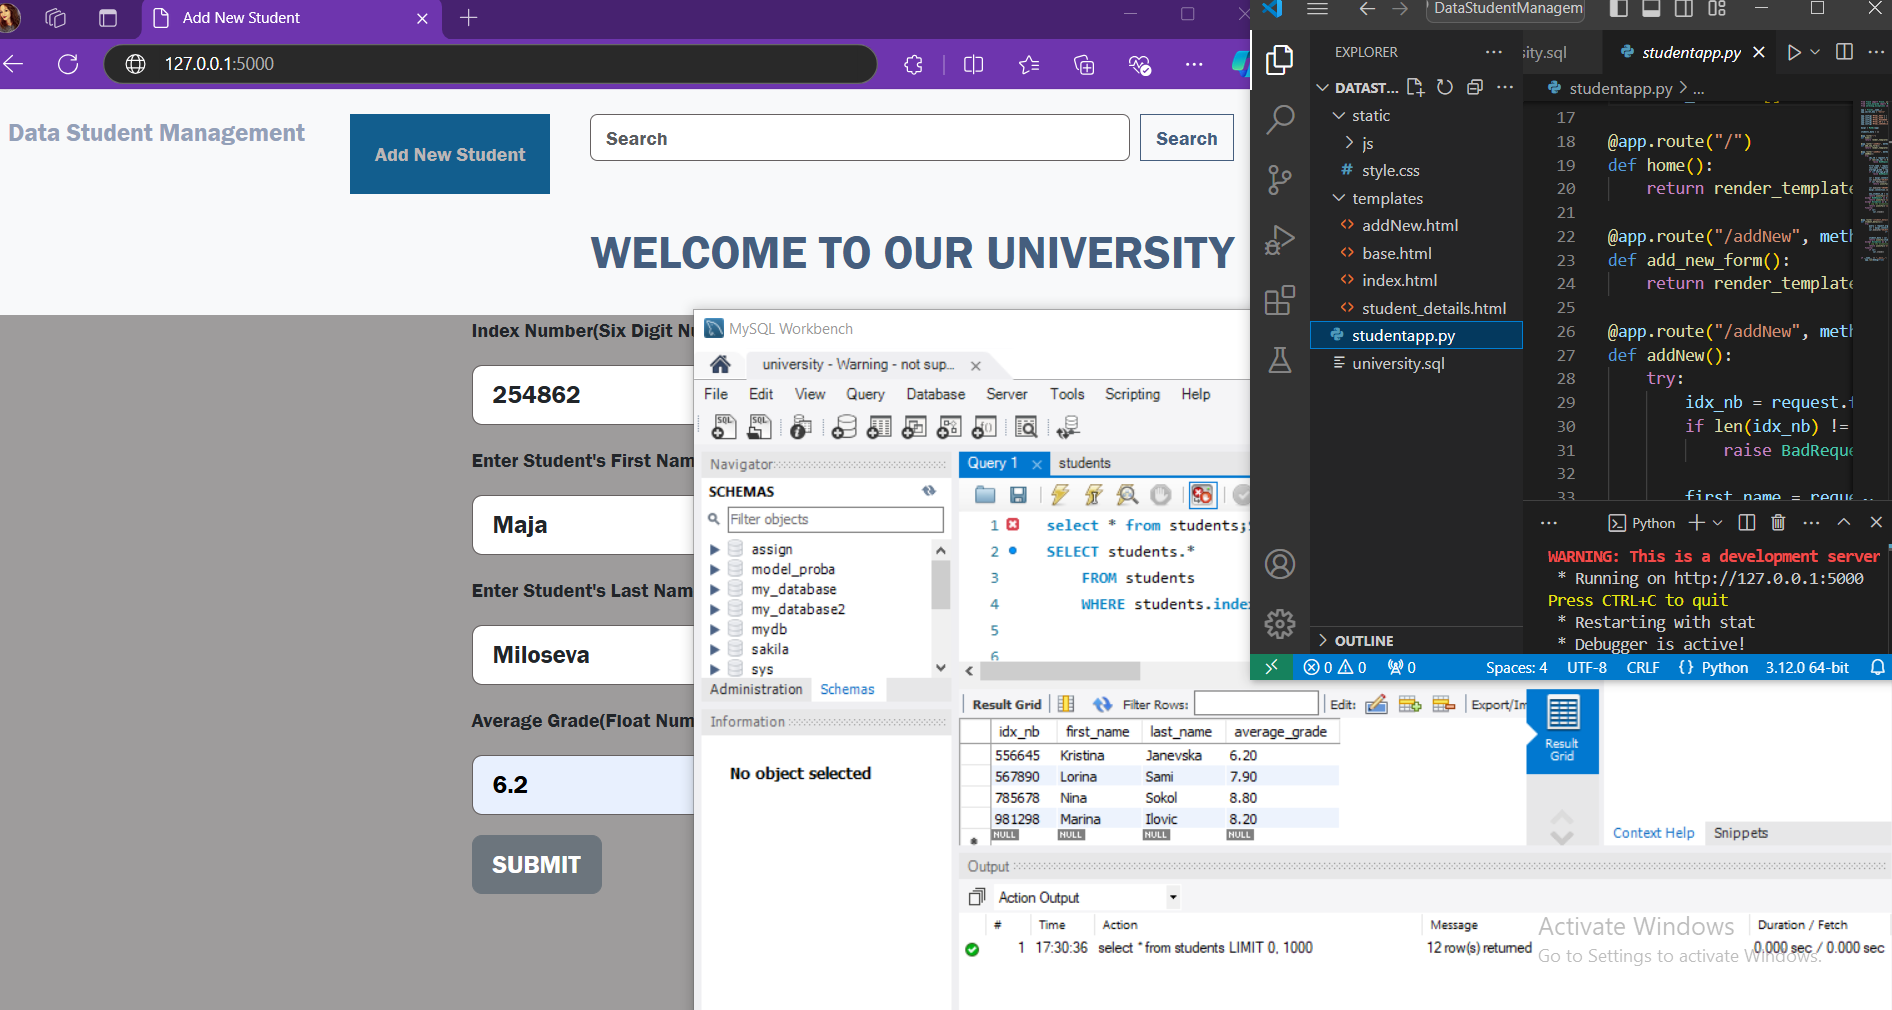 Add New Student
127.0.0.1:5000
Data Student Management
Add New Student
Search
Search
WELCOME TO OUR UNIVERSITY
Index Number(Six Digit Nu
254862
Enter Student's First Nam
Maja
Enter Student's Last Nam
Miloseva
Average Grade(Float Num
6.2
SUBMIT
MySQL Workbench
university - Warning - not sup...
File Edit View Query Database Server Tools Scripting Help
Navigator
SCHEMAS
Filter objects
assign
model_proba
my_database
my_database2
mydb
sakila
sys
Administration Schemas
Information
No object selected
Query 1 students
1 select * from students;
2 SELECT students.*
3 FROM students
4 WHERE students.inde
5
6
Result Grid Filter Rows: Edit: Export/Im
idx_nb first_name last_name average_grade
556645 Kristina Janevska 6.20
567890 Lorina Sami 7.90
785678 Nina Sokol 8.80
981298 Marina Ilovic 8.20
NULL NULL NULL NULL
Result
Grid
Context Help Snippets
Output
Action Output
# Time Action Message Duration / Fetch
1 17:30:36 select * from students LIMIT 0, 1000 12 row(s) returned 0.000 sec / 0.000 sec
Activate Windows
Go to Settings to activate Windows.
DataStudentManagem
EXPLORER
DATAST...
static
js
style.css
templates
addNew.html
base.html
index.html
student_details.html
studentapp.py
university.sql
OUTLINE
ity.sql studentapp.py
studentapp.py > ...
17
18 @app.route("/")
19 def home():
20 return render_template
21
22 @app.route("/addNew", meth
23 def add_new_form():
24 return render_template
25
26 @app.route("/addNew", meth
27 def addNew():
28 try:
29 idx_nb = request.f
30 if len(idx_nb) !=
31 raise BadReque
32
33 first_name = reque
Python
WARNING: This is a development server
* Running on http://127.0.0.1:5000
Press CTRL+C to quit
* Restarting with stat
* Debugger is active!
0 0 0 Spaces: 4 UTF-8 CRLF {} Python 3.12.0 64-bit